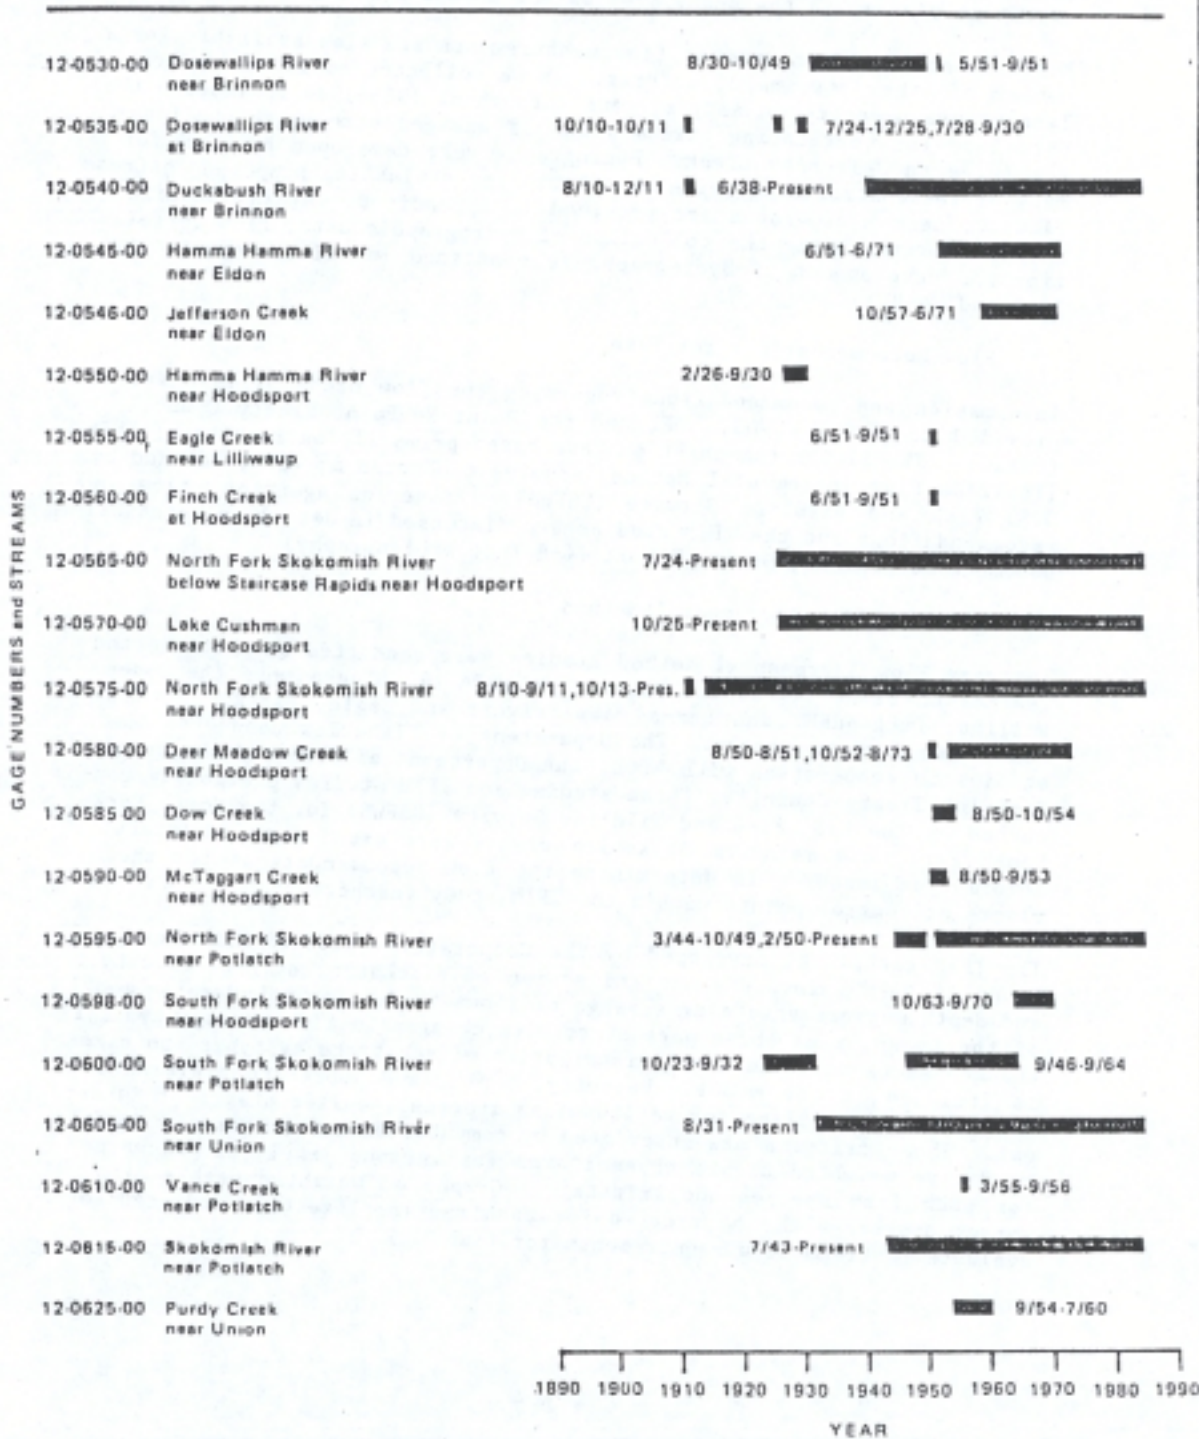 12-0530-00 Dosewallips River 8/30-10/49 5/51-9/51
near Brinnon
12-0535-00 Dosewallips River 10/10-10/11 7/24-12/25,7/28-9/30
at Brinnon
12-0540-00 Duckabush River 8/10-12/11 6/38-Present
near Brinnon
12-0545-00 Hamma Hamma River 6/51-6/71
near Eldon
12-0546-00 Jefferson Creek 10/57-6/71
near Eldon
12-0550-00 Hamma Hamma River 2/26-9/30
near Hoodsport
12-0555-00 Eagle Creek 6/51-9/51
near Lilliwaup
12-0560-00 Finch Creek 6/51-9/51
at Hoodsport
12-0565-00 North Fork Skokomish River 7/24-Present
below Staircase Rapids near Hoodsport
12-0570-00 Lake Cushman 10/25-Present
near Hoodsport
12-0575-00 North Fork Skokomish River 8/10-9/11,10/13-Pres.
near Hoodsport
12-0580-00 Deer Meadow Creek 8/50-8/51,10/52-8/73
near Hoodsport
12-0585 00 Dow Creek 8/50-10/54
near Hoodsport
12-0590-00 McTaggart Creek 8/50-9/53
near Hoodsport
12-0595-00 North Fork Skokomish River 3/44-10/49,2/50-Present
near Potlatch
12-0598-00 South Fork Skokomish River 10/63-9/70
near Hoodsport
12-0600-00 South Fork Skokomish River 10/23-9/32 9/46-9/64
near Potlatch
12-0605-00 South Fork Skokomish River 8/31-Present
near Union
12-0610-00 Vance Creek 3/55-9/56
near Potlatch
12-0615-00 Skokomish River 7/43-Present
near Potlatch
12-0625-00 Purdy Creek 9/54-7/60
near Union
GAGE NUMBERS and STREAMS
1890 1900 1910 1920 1930 1940 1950 1960 1970 1980 1990
YEAR